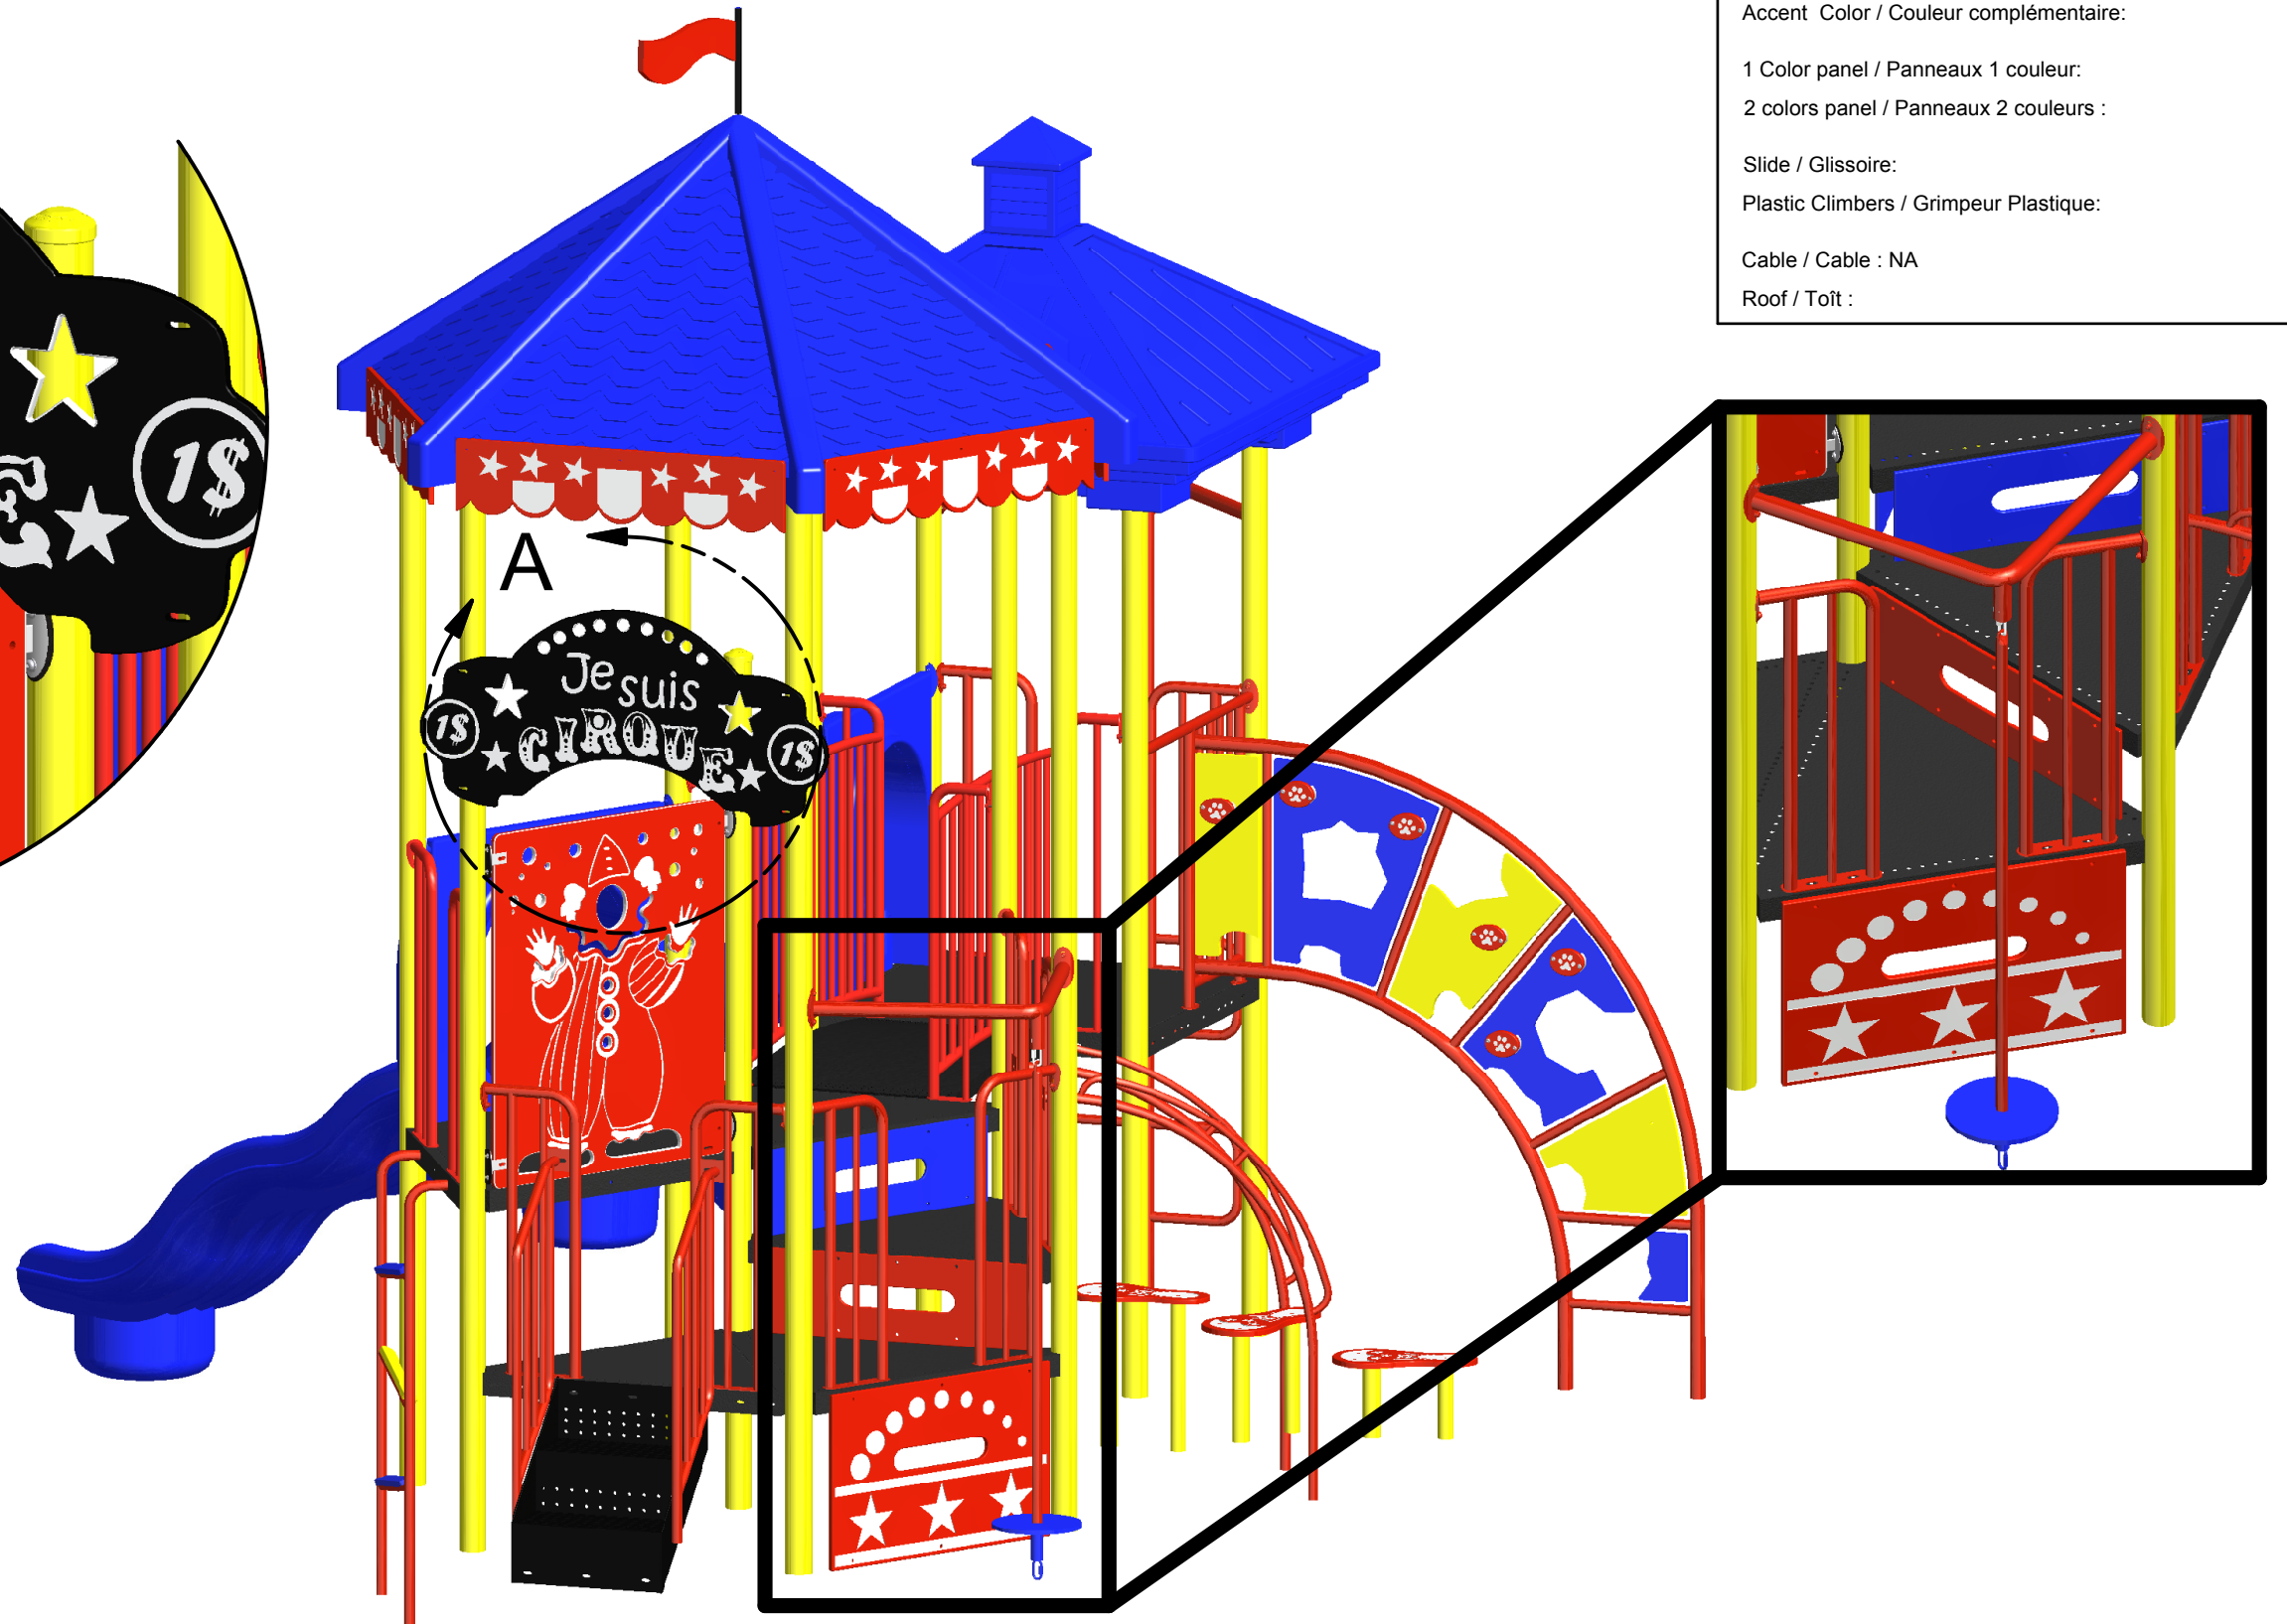 Accent Color / Couleur complémentaire:
1 Color panel / Panneaux 1 couleur:
2 colors panel / Panneaux 2 couleurs :
Slide / Glissoire:
Plastic Climbers / Grimpeur Plastique:
Cable / Cable : NA
Roof / Toît :
1$
A
Je suis
1$ CIRQUE 1$